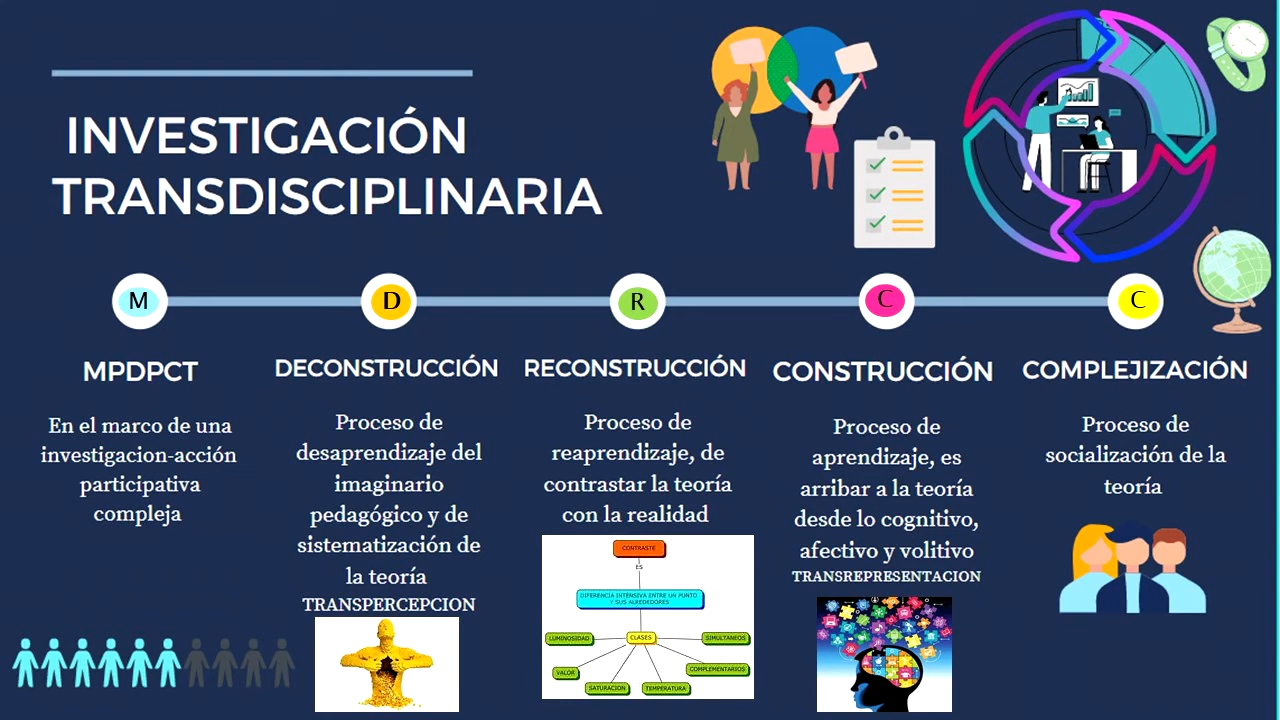 INVESTIGACIÓN
TRANSDISCIPLINARIA
M
D
R
C
C
MPDPCT
En el marco de una
investigacion-acción
participativa
compleja
DECONSTRUCCIÓN
Proceso de
desaprendizaje del
imaginario
pedagógico y de
sistematización de
la teoría
TRANSPERCEPCION
RECONSTRUCCIÓN
Proceso de
reaprendizaje, de
contrastar la teoría
con la realidad
CONTRASTE
ES
DIFERENCIA INTENSIVA ENTRE UN PUNTO
Y SUS ALREDEDORES
LUMINOSIDAD
CLASES
SIMULTANEOS
VALOR
COMPLEMENTARIOS
SATURACION
TEMPERATURA
CONSTRUCCIÓN
Proceso de
aprendizaje, es
arribar a la teoría
desde lo cognitivo,
afectivo y volitivo
TRANSREPRESENTACION
COMPLEJIZACIÓN
Proceso de
socialización de la
teoría